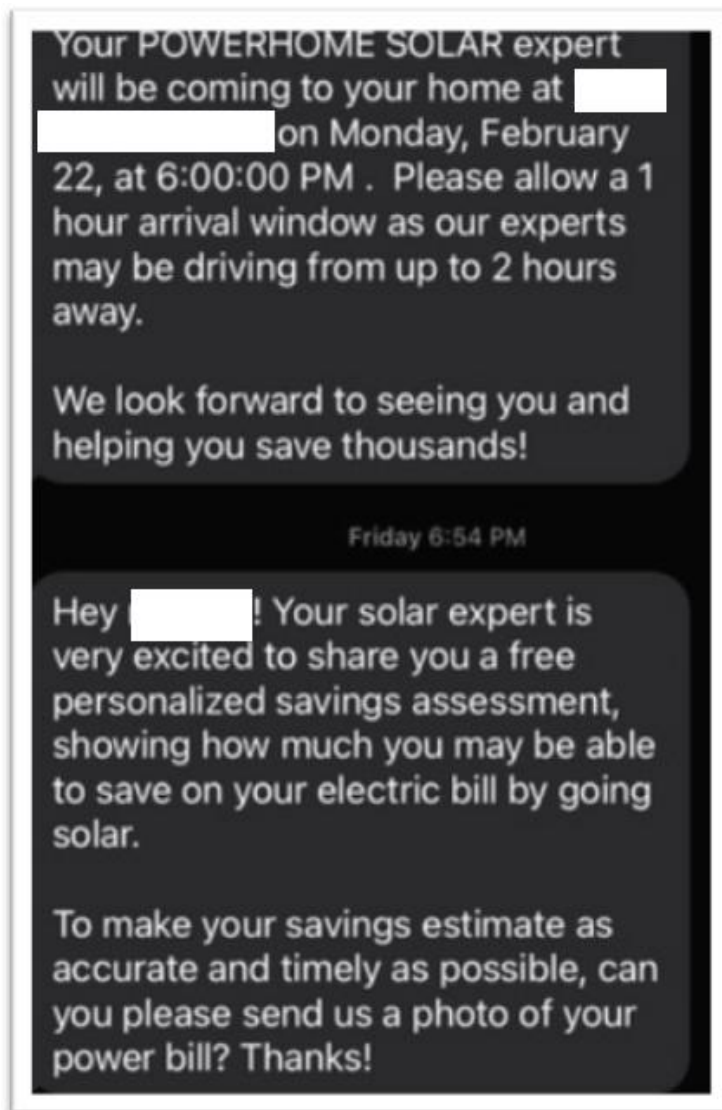 Your POWERHOME SOLAR expert
will be coming to your home at
on Monday, February
22, at 6:00:00 PM . Please allow a 1
hour arrival window as our experts
may be driving from up to 2 hours
away.
We look forward to seeing you and
helping you save thousands!
Friday 6:54 PM
Hey ! Your solar expert is
very excited to share you a free
personalized savings assessment,
showing how much you may be able
to save on your electric bill by going
solar.
To make your savings estimate as
accurate and timely as possible, can
you please send us a photo of your
power bill? Thanks!